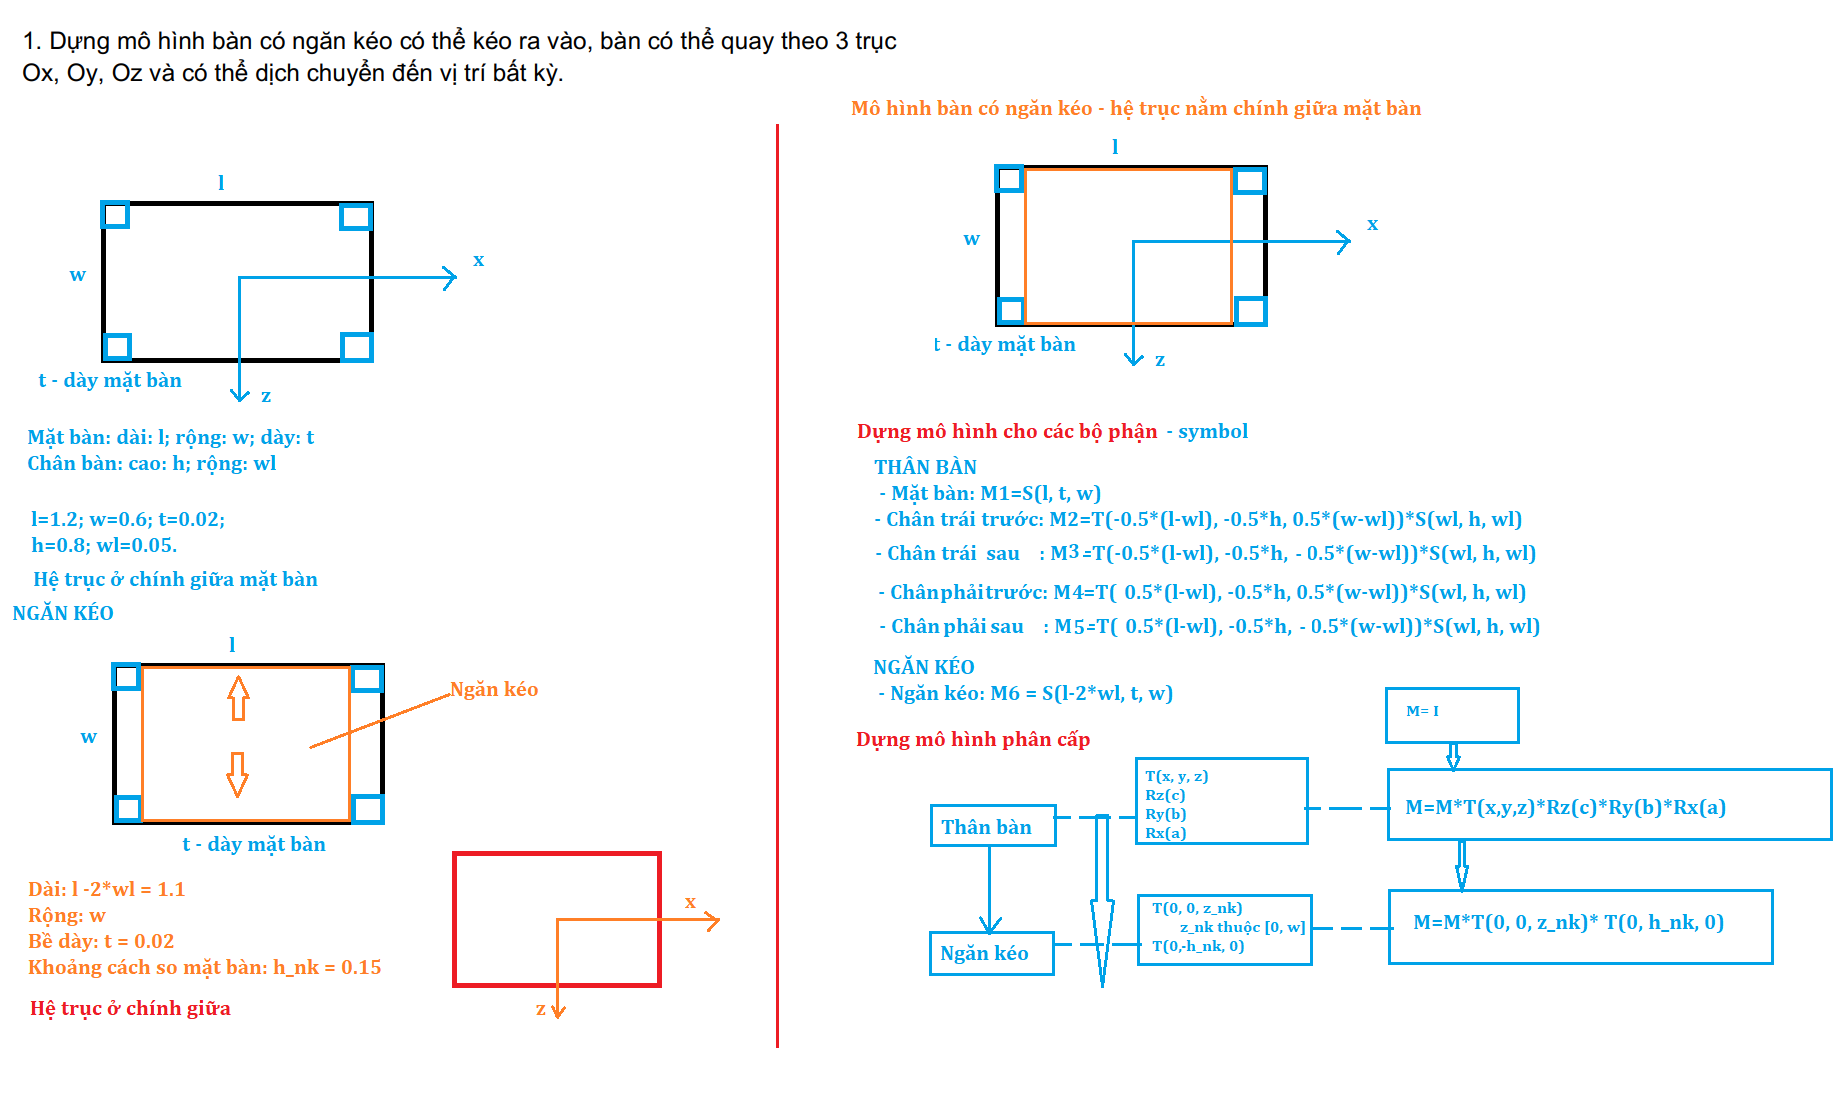 1. Dựng mô hình bàn có ngăn kéo có thể kéo ra vào, bàn có thể quay theo 3 trục
Ox, Oy, Oz và có thể dịch chuyển đến vị trí bất kỳ.
l
w
x
z
t - dày mặt bàn
Mặt bàn: dài: l; rộng: w; dày: t
Chân bàn: cao: h; rộng: wl
l=1.2; w=0.6; t=0.02;
h=0.8; wl=0.05.
Hệ trục ở chính giữa mặt bàn
NGĂN KÉO
l
Ngăn kéo
w
t - dày mặt bàn
Dài: l -2*wl = 1.1
Rộng: w
Bề dày: t = 0.02
Khoảng cách so mặt bàn: h_nk = 0.15
Hệ trục ở chính giữa
x
z
Mô hình bàn có ngăn kéo - hệ trục nằm chính giữa mặt bàn
l
x
w
t - dày mặt bàn
z
Dựng mô hình cho các bộ phận - symbol
THÂN BÀN
- Mặt bàn: M1=S(l, t, w)
- Chân trái trước: M2=T(-0.5*(l-wl), -0.5*h, 0.5*(w-wl))*S(wl, h, wl)
- Chân trái sau : M3=T(-0.5*(l-wl), -0.5*h, - 0.5*(w-wl))*S(wl, h, wl)
- Chân phải trước: M4=T( 0.5*(l-wl), -0.5*h, 0.5*(w-wl))*S(wl, h, wl)
- Chân phải sau : M5=T( 0.5*(l-wl), -0.5*h, - 0.5*(w-wl))*S(wl, h, wl)
NGĂN KÉO
- Ngăn kéo: M6 = S(l-2*wl, t, w)
Dựng mô hình phân cấp
M= I
Thân bàn
T(x, y, z)
Rz(c)
Ry(b)
Rx(a)
M=M*T(x,y,z)*Rz(c)*Ry(b)*Rx(a)
Ngăn kéo
T(0, 0, z_nk)
z_nk thuộc [0, w]
T(0,-h_nk, 0)
M=M*T(0, 0, z_nk)* T(0, h_nk, 0)